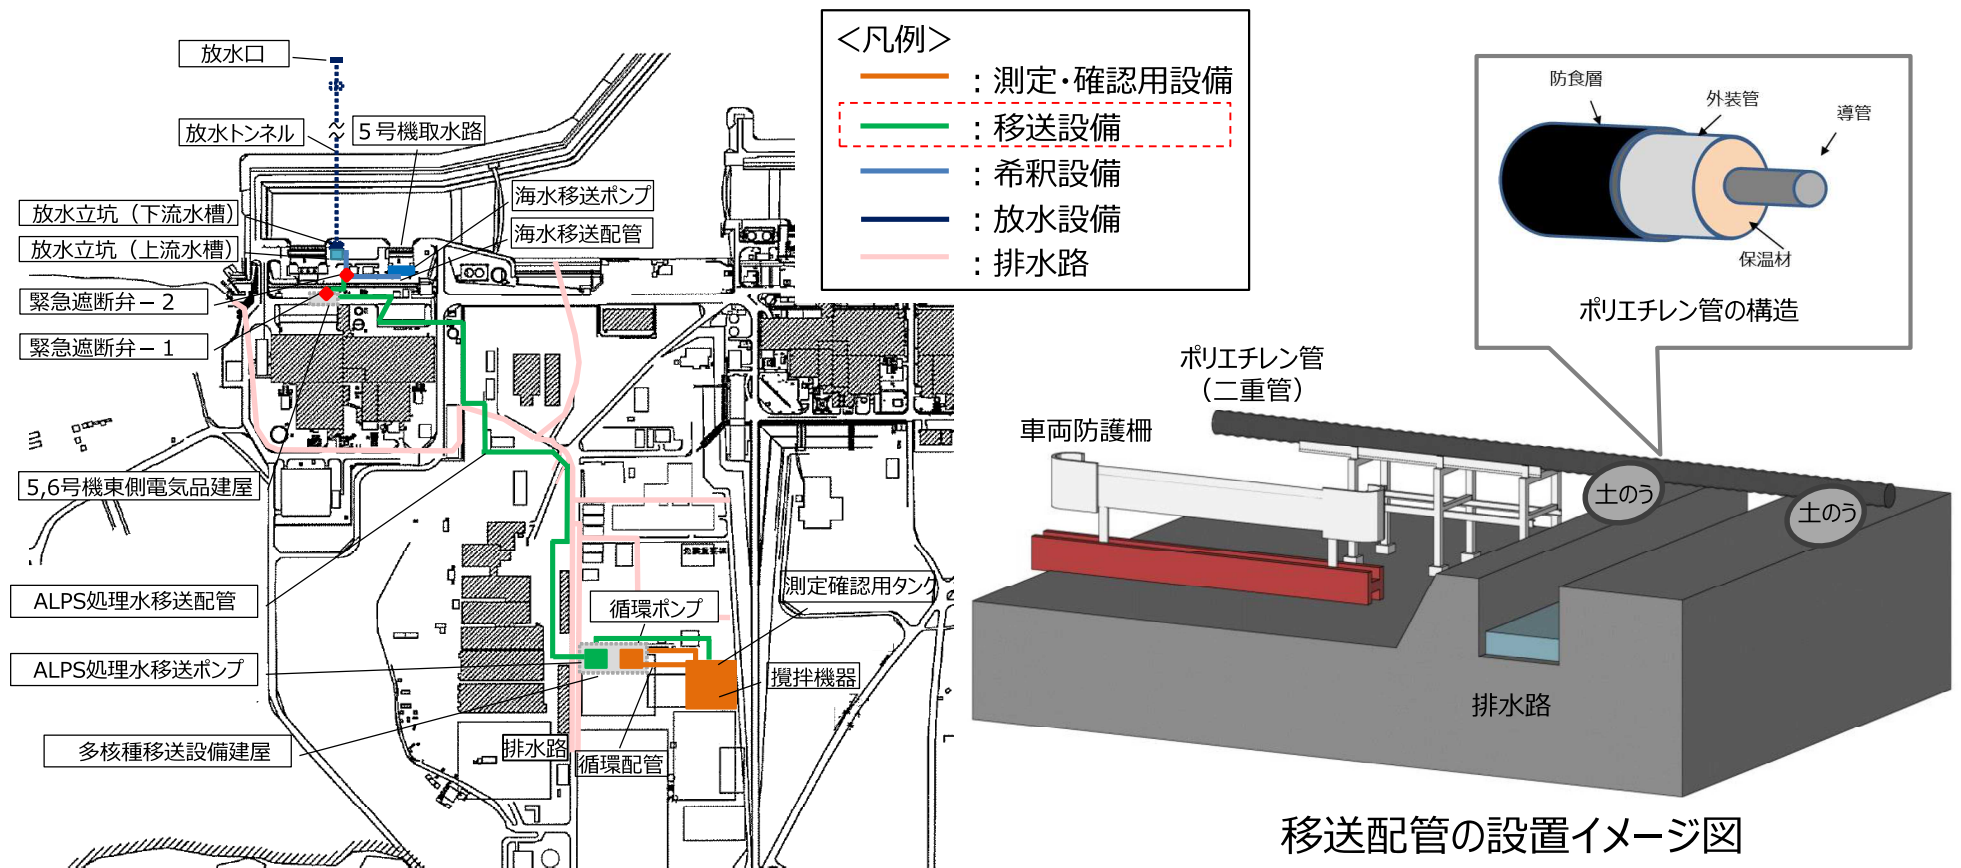 放水口
放水トンネル
5号機取水路
海水移送ポンプ
海水移送配管
放水立坑（下流水槽）
放水立坑（上流水槽）
緊急遮断弁－2
緊急遮断弁－1
5,6号機東側電気品建屋
ALPS処理水移送配管
ALPS処理水移送ポンプ
多核種移送設備建屋
循環ポンプ
測定確認用タンク
攪拌機器
排水路
循環配管
＜凡例＞
：測定・確認用設備
：移送設備
：希釈設備
：放水設備
：排水路
防食層
外装管
導管
保温材
ポリエチレン管の構造
ポリエチレン管
（二重管）
車両防護柵
土のう
土のう
排水路
移送配管の設置イメージ図